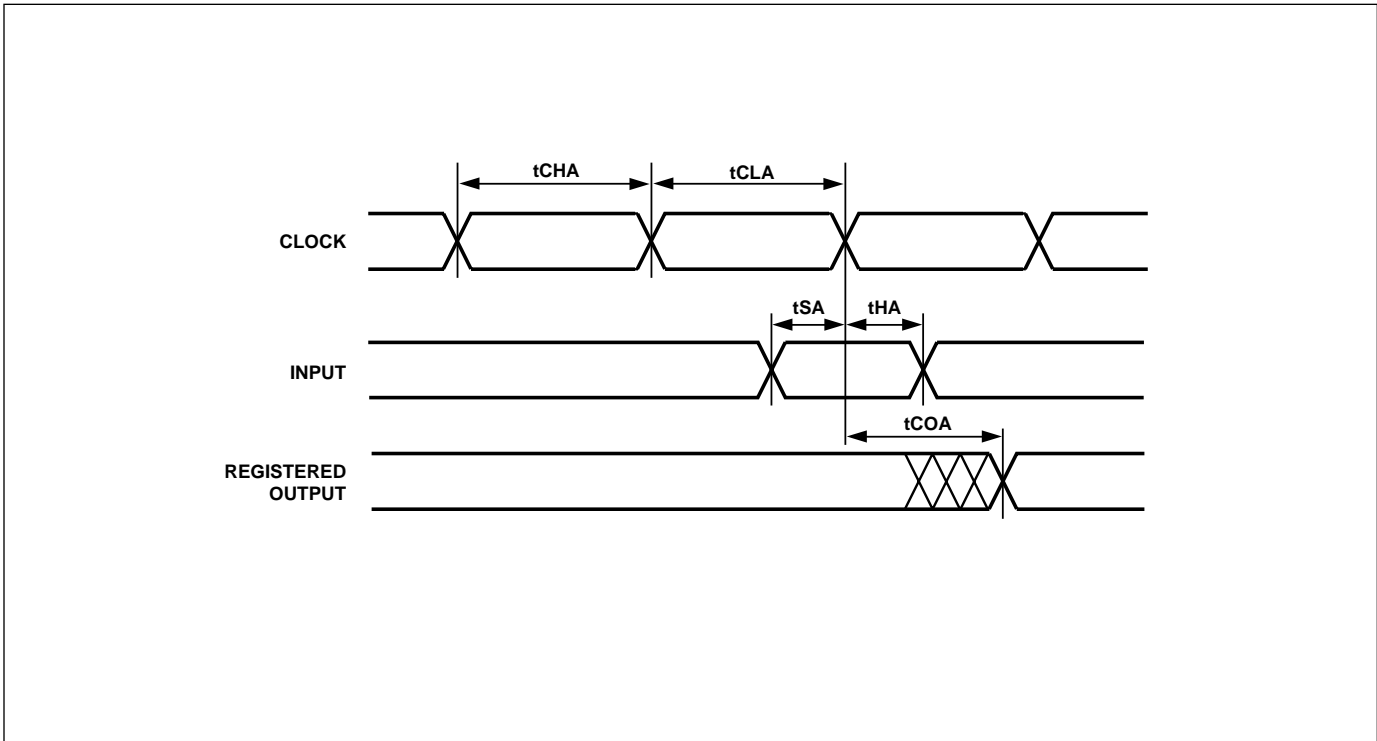 tCHA
tCLA
CLOCK
tSA
tHA
INPUT
tCOA
REGISTERED
OUTPUT